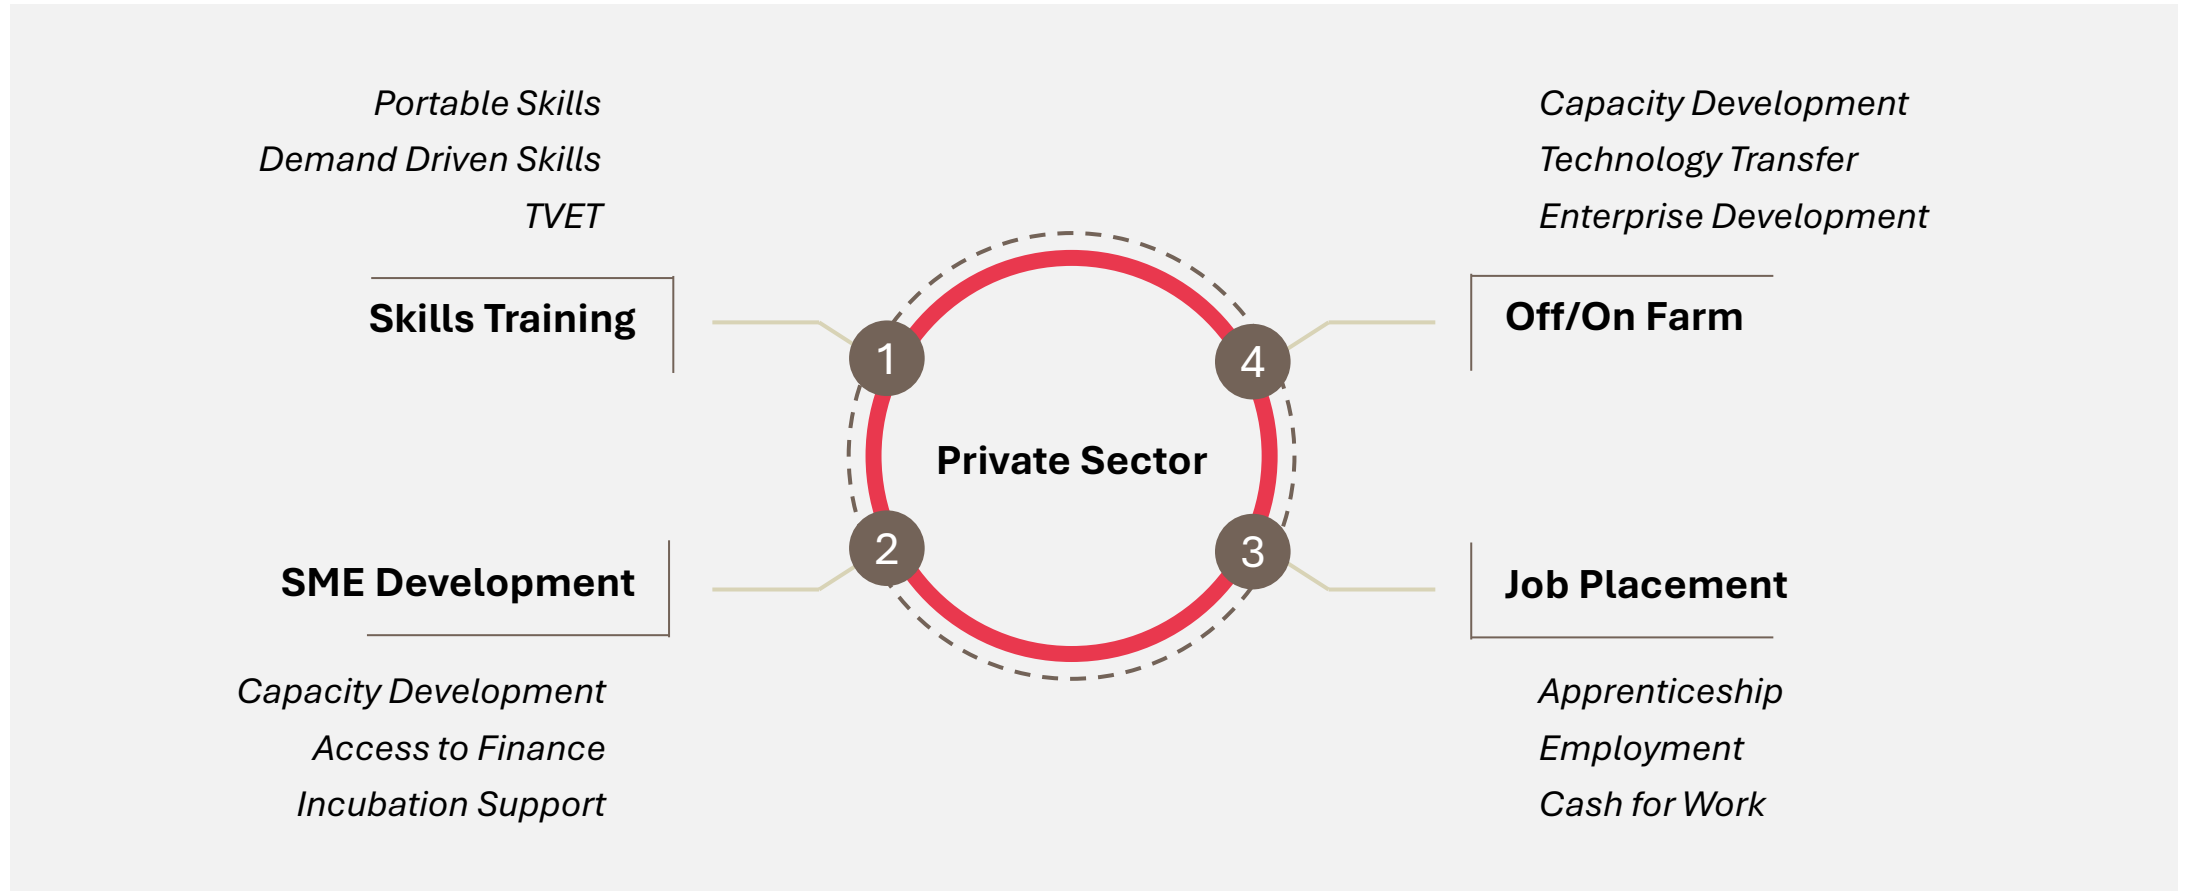 Portable Skills
Demand Driven Skills
TVET
Skills Training
1
SME Development
2
Capacity Development
Access to Finance
Incubation Support
Private Sector
Capacity Development
Technology Transfer
Enterprise Development
Off/On Farm
4
Job Placement
3
Apprenticeship
Employment
Cash for Work